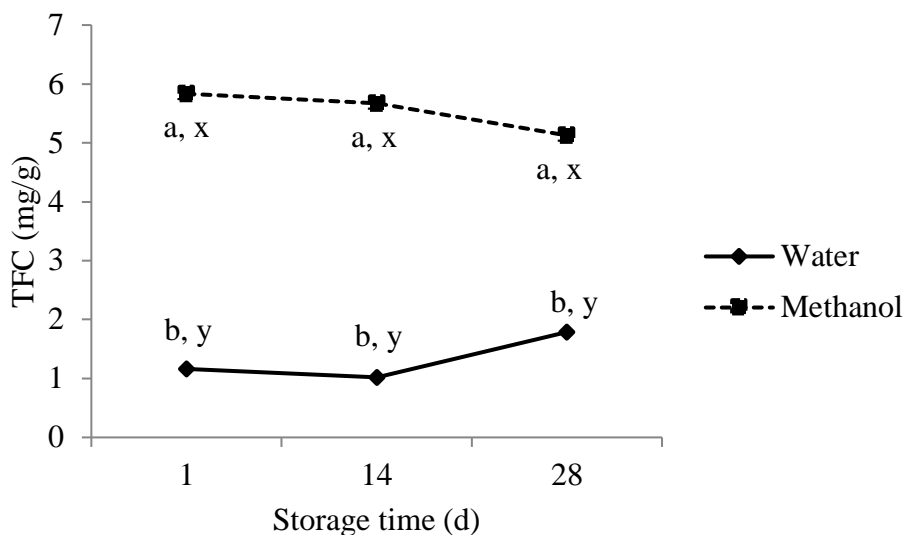 7
6
a, x
a, x
5
a, x
4
TFC (mg/g)
3
Water
Methanol
2
b, y
b, y
b, y
1
0
1
14
28
Storage time (d)